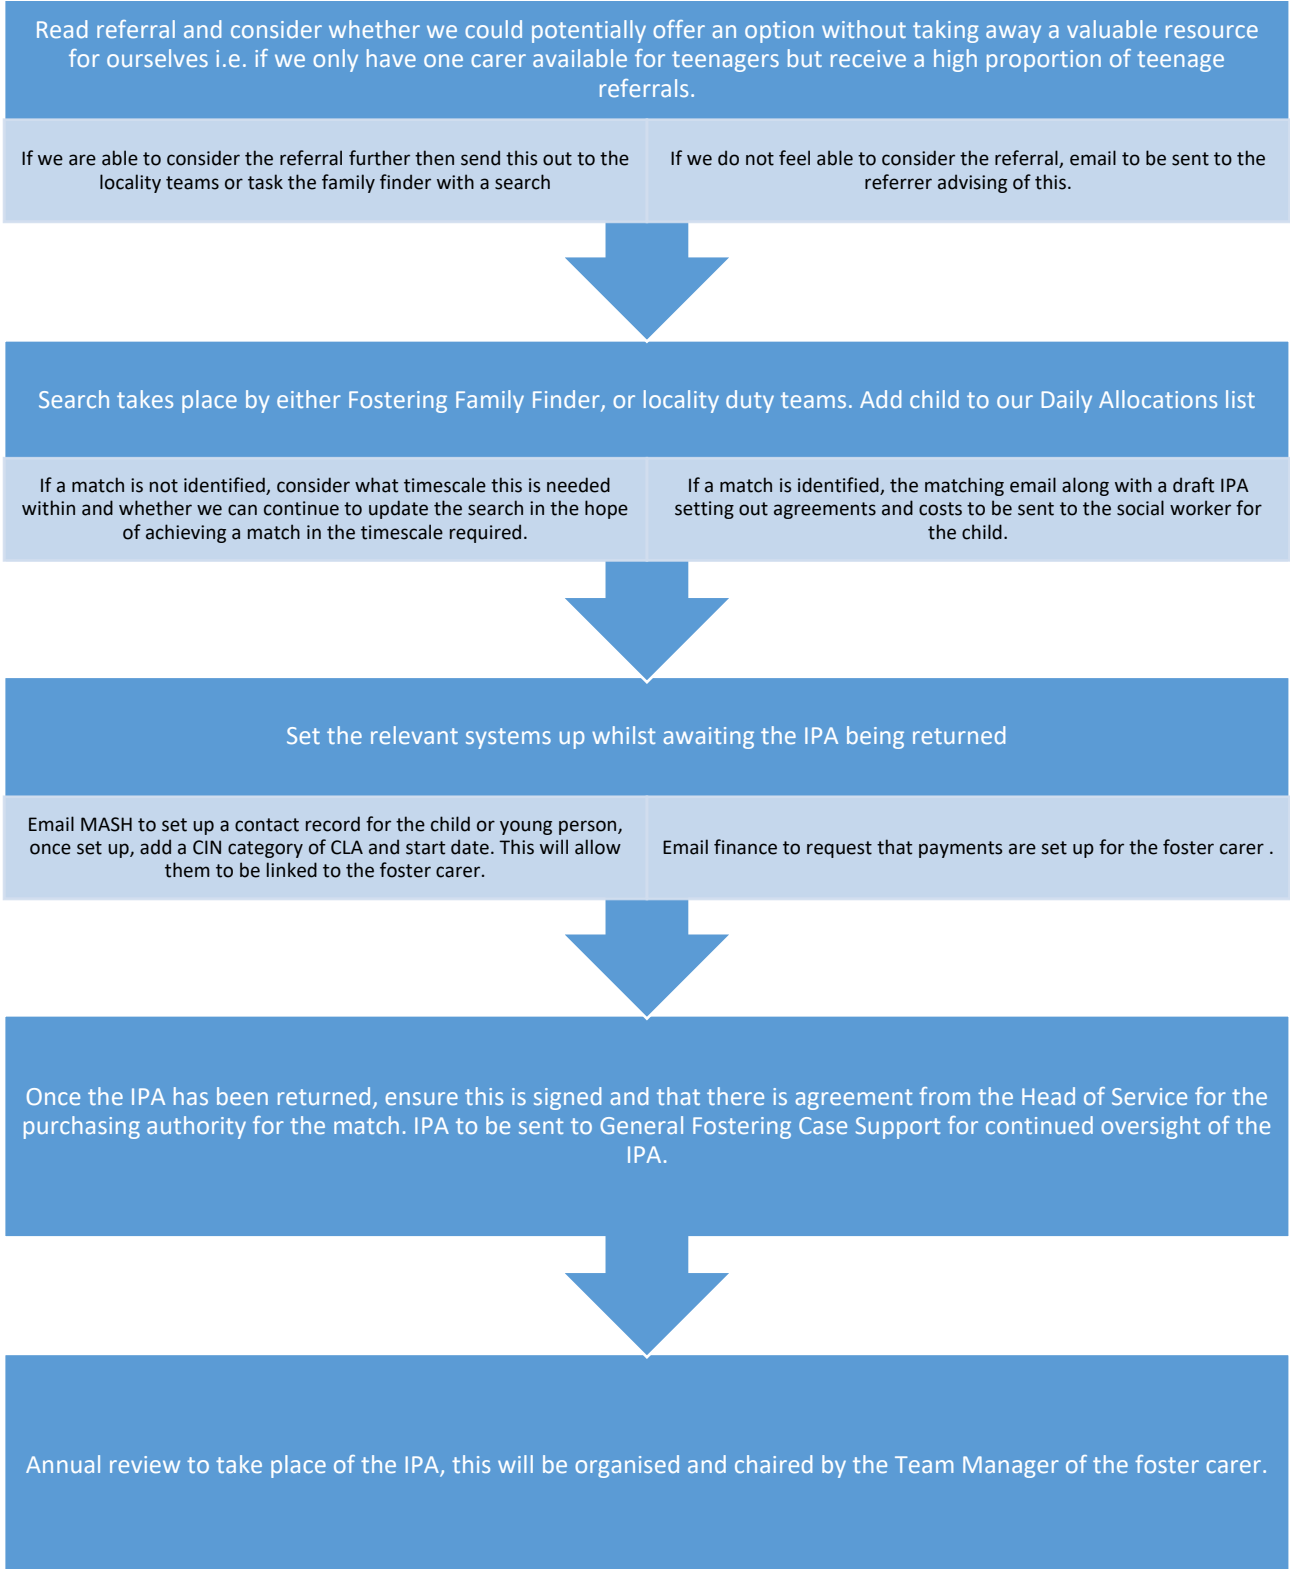 Read referral and consider whether we could potentially offer an option without taking away a valuable resource
for ourselves i.e. if we only have one carer available for teenagers but receive a high proportion of teenage
referrals.
If we are able to consider the referral further then send this out to the
locality teams or task the family finder with a search
If we do not feel able to consider the referral, email to be sent to the
referrer advising of this.
Search takes place by either Fostering Family Finder, or locality duty teams. Add child to our Daily Allocations list
If a match is not identified, consider what timescale this is needed
within and whether we can continue to update the search in the hope
of achieving a match in the timescale required.
If a match is identified, the matching email along with a draft IPA
setting out agreements and costs to be sent to the social worker for
the child.
Set the relevant systems up whilst awaiting the IPA being returned
Email MASH to set up a contact record for the child or young person,
once set up, add a CIN category of CLA and start date. This will allow
them to be linked to the foster carer.
Email finance to request that payments are set up for the foster carer .
Once the IPA has been returned, ensure this is signed and that there is agreement from the Head of Service for the
purchasing authority for the match. IPA to be sent to General Fostering Case Support for continued oversight of the
IPA.
Annual review to take place of the IPA, this will be organised and chaired by the Team Manager of the foster carer.